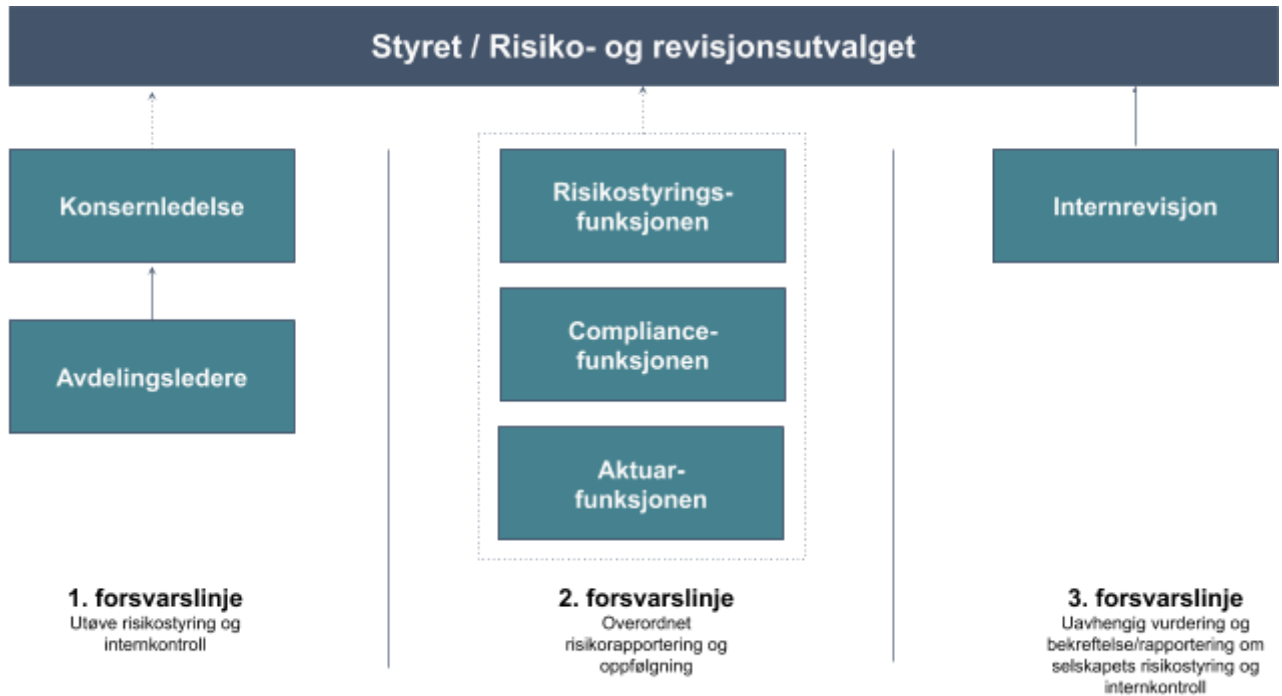 Styret / Risiko- og revisjonsutvalget
Konsernledelse
Avdelingsledere
1. forsvarslinje
Utøve risikostyring og
internkontroll
Risikostyrings-
funksjonen
Compliance-
funksjonen
Aktuar-
funksjonen
2. forsvarslinje
Overordnet
risikorapportering og
oppfølgning
Internrevisjon
3. forsvarslinje
Uavhengig vurdering og
bekreftelse/rapportering om
selskapets risikostyring og
internkontroll